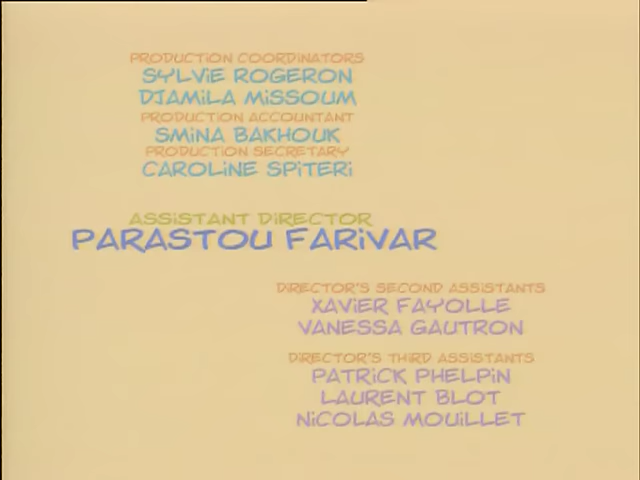 PRODUCTiON COORDiNATORS
SYLViE ROGERON
DJAMiLA MiSSOUM
PRODUCTiON ACCOUNTANT
SMiNA BAKHOUK
PRODUCTiON SECRETARY
CAROLiNE SPiTERi
ASSiSTANT DiRECTOR
PARASTOU FARiVAR
DiRECTOR'S SECOND ASSiSTANTS
XAViER FAYOLLE
VANESSA GAUTRON
DiRECTOR'S THiRD ASSiSTANTS
PATRiCK PHELPiN
LAURENT BLOT
NiCOLAS MOUiLLET